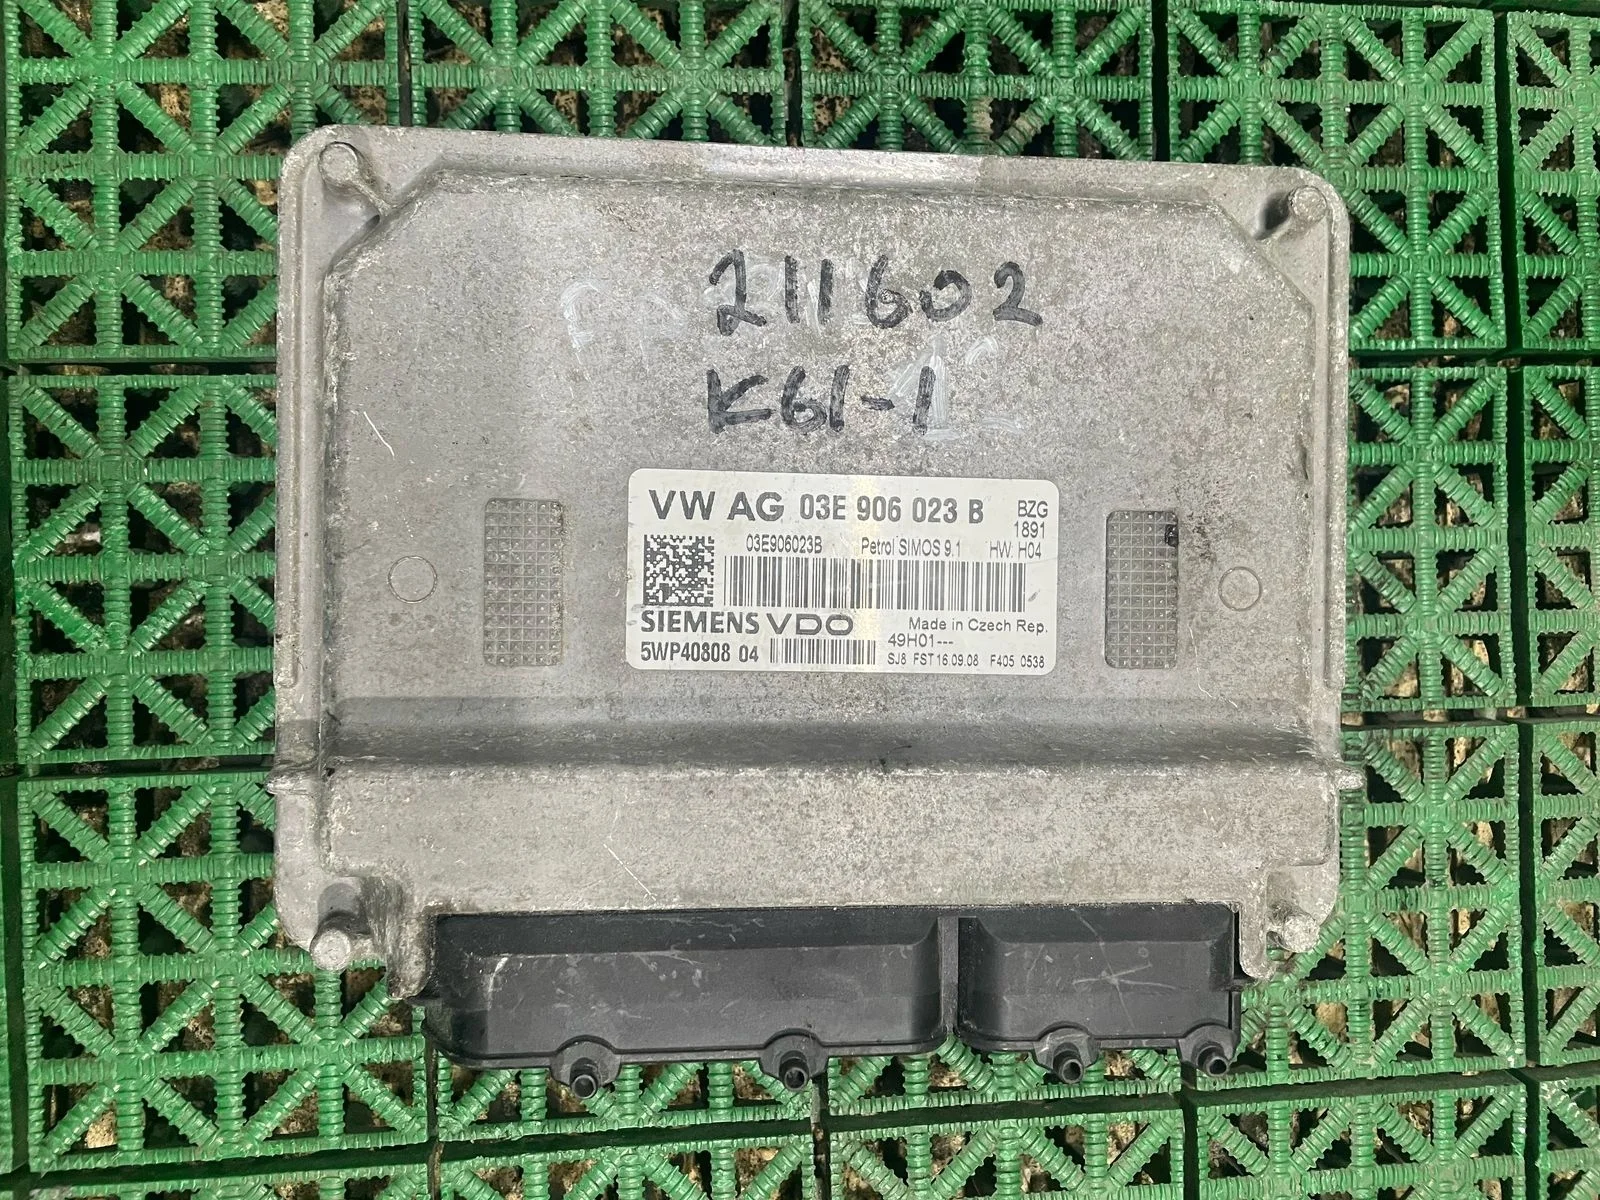 211602
K61-1
VW AG 03E 906 023 B BZG
1891
03E906023B Petrol SIMOS 9.1 HW: H04
SIEMENS VDO Made in Czech Rep.
49H01---
5WP40808 04 SJ8 FST 16.09.08 F405 0538